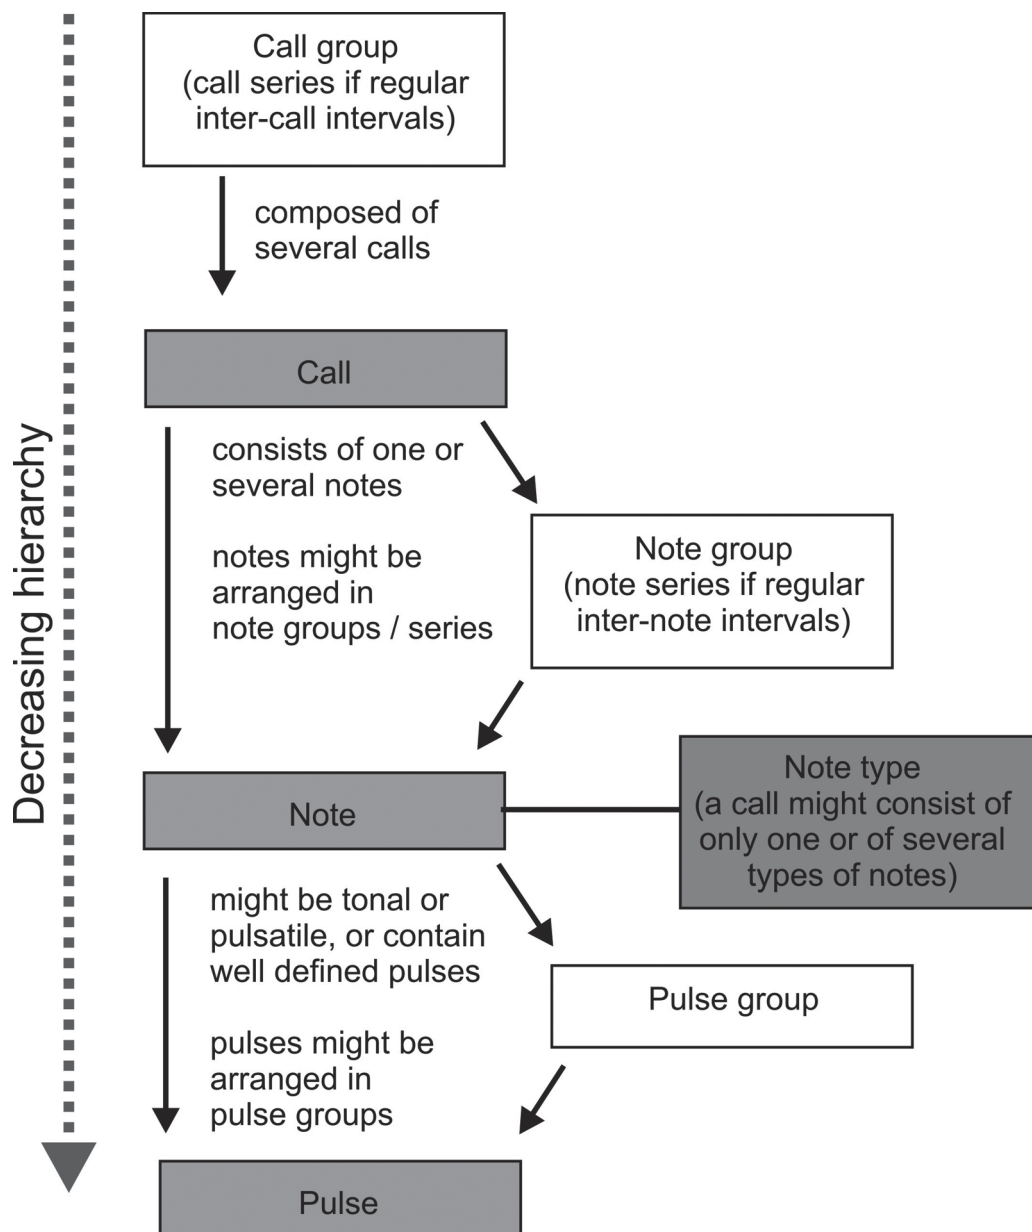 Call group
(call series if regular
inter-call intervals)
composed of
several calls
Call
consists of one or
several notes
notes might be
arranged in
note groups / series
Note group
(note series if regular
inter-note intervals)
Decreasing hierarchy
Note
Note type
(a call might consist of
only one or of several
types of notes)
might be tonal or
pulsatile, or contain
well defined pulses
Pulse group
pulses might be
arranged in
pulse groups
Pulse